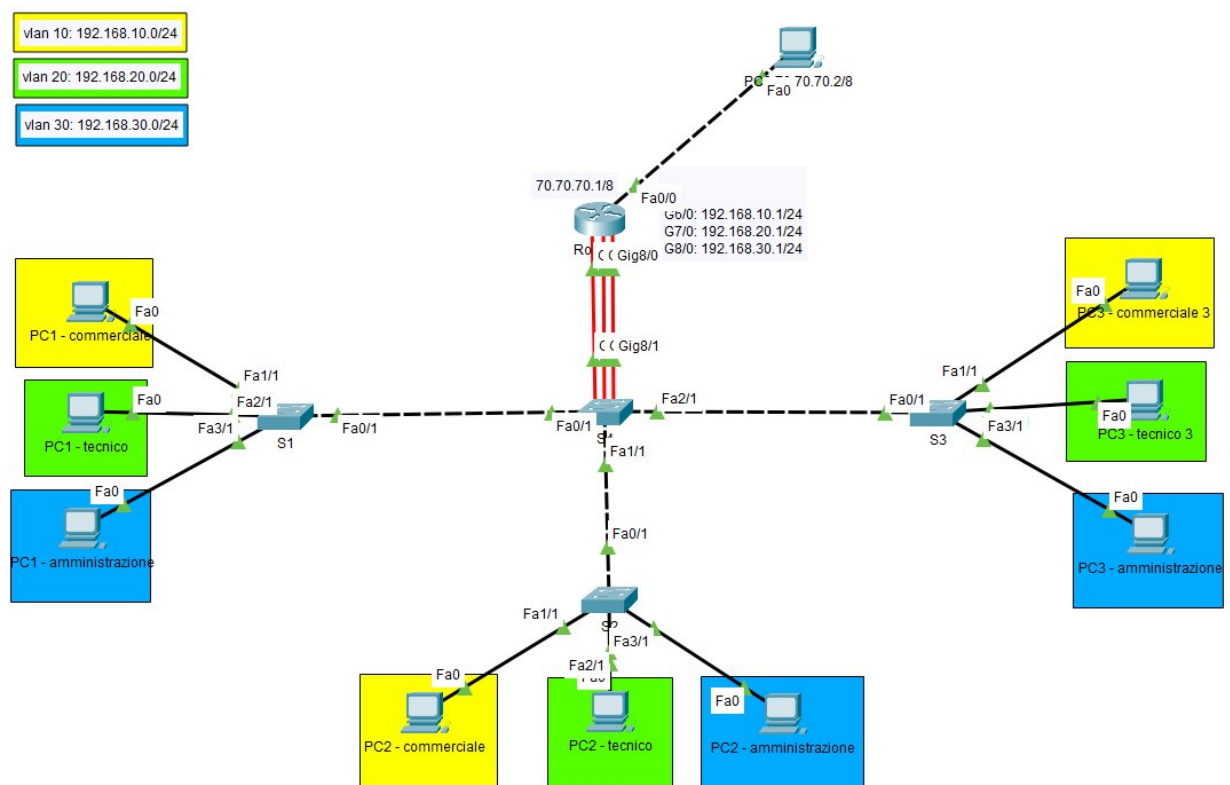 vlan 10: 192.168.10.0/24
vlan 20: 192.168.20.0/24
vlan 30: 192.168.30.0/24
70.70.2/8
Fa0
70.70.70.1/8
Fa0/0
G6/0: 192.168.10.1/24
G7/0: 192.168.20.1/24
G8/0: 192.168.30.1/24
Gig8/0
Gig8/1
Fa0
PC1 - commerciale
Fa1/1
Fa0
Fa2/1
PC1 - tecnico
Fa3/1
S1
Fa0/1
Fa0
PC1 - amministrazione
Fa0/1
Fa2/1
Fa1/1
Fa0/1
Fa0
PC3 - commerciale 3
Fa1/1
Fa0/1
Fa0
Fa3/1
PC3 - tecnico 3
S3
Fa0
PC3 - amministrazione
Fa1/1
Fa3/1
Fa2/1
Fa0
PC2 - commerciale
PC2 - tecnico
Fa0
PC2 - amministrazione